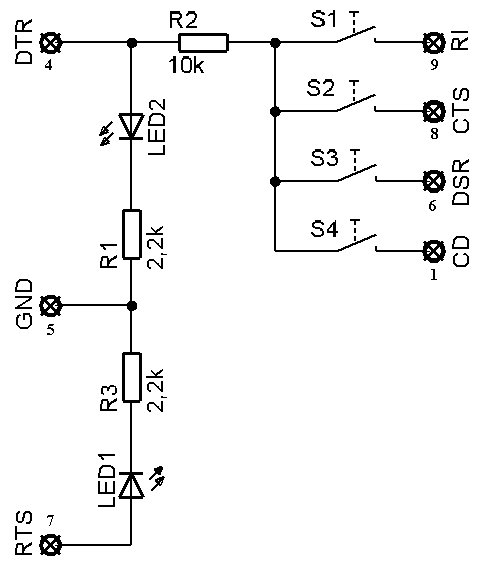 DTR
4
R2
10k
S1
RI
9
S2
CTS
8
S3
DSR
6
S4
CD
1
LED2
R1
2,2k
GND
5
R3
2,2k
LED1
RTS
7